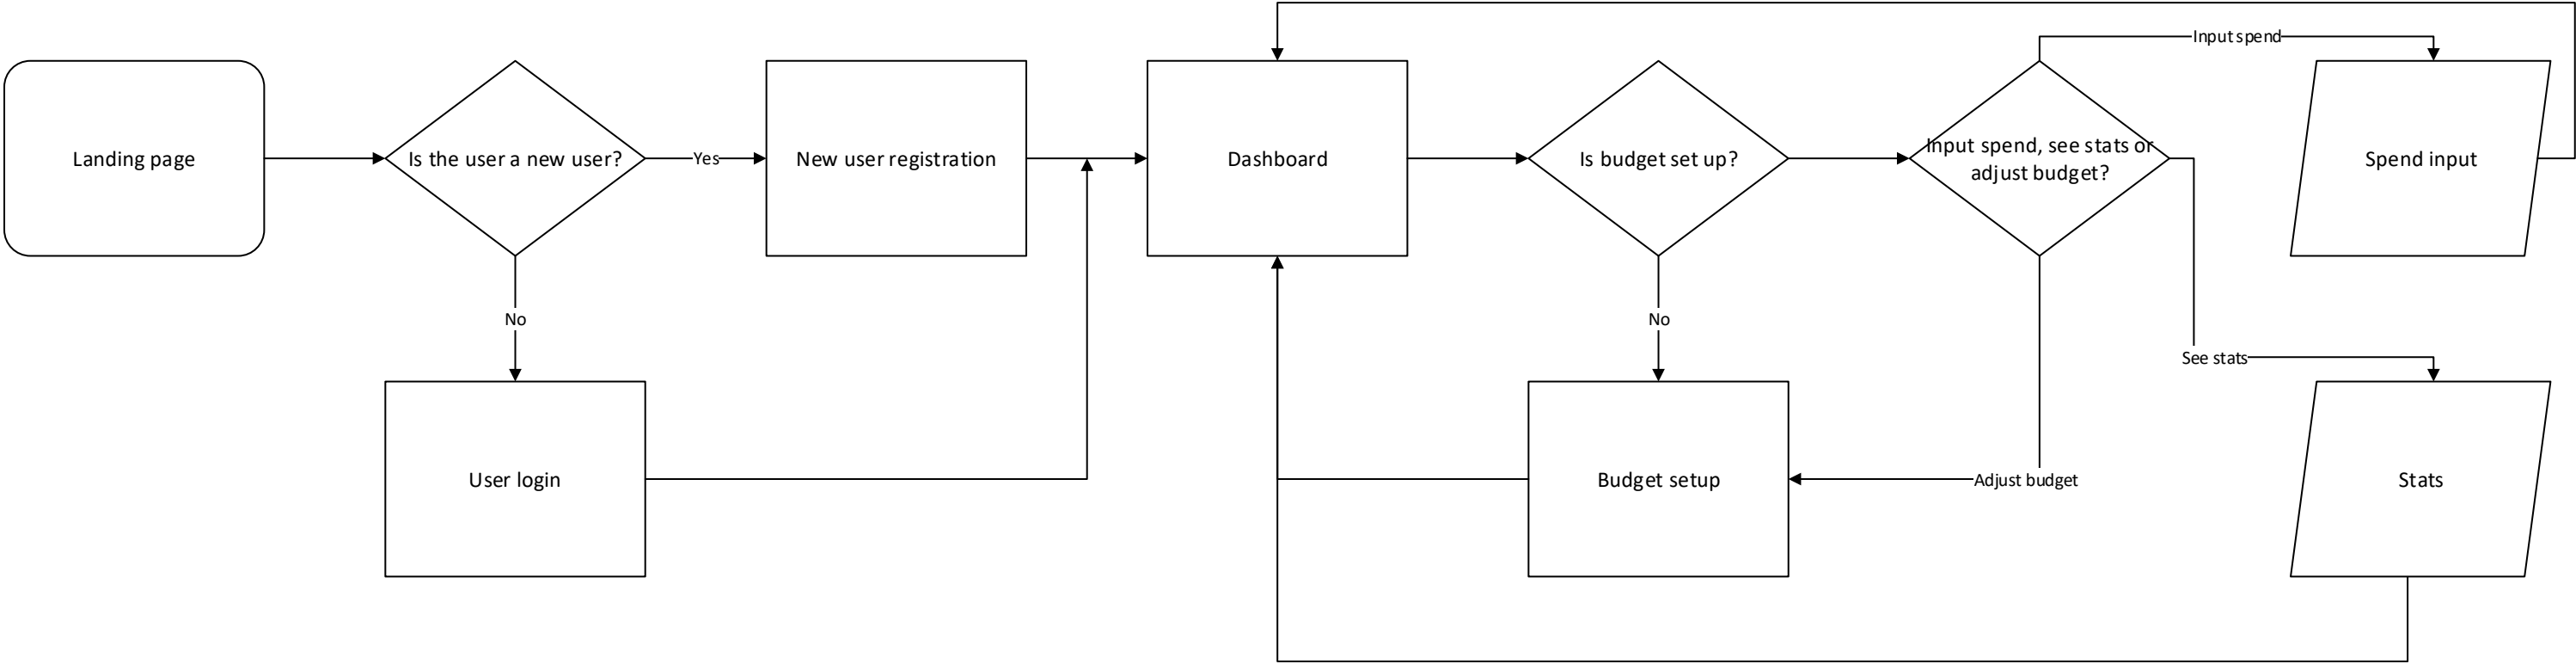 Input spend
Landing page
Is the user a new user?
Yes
New user registration
Dashboard
Is budget set up?
Input spend, see stats or
adjust budget?
Spend input
No
No
See stats
User login
Budget setup
Adjust budget
Stats